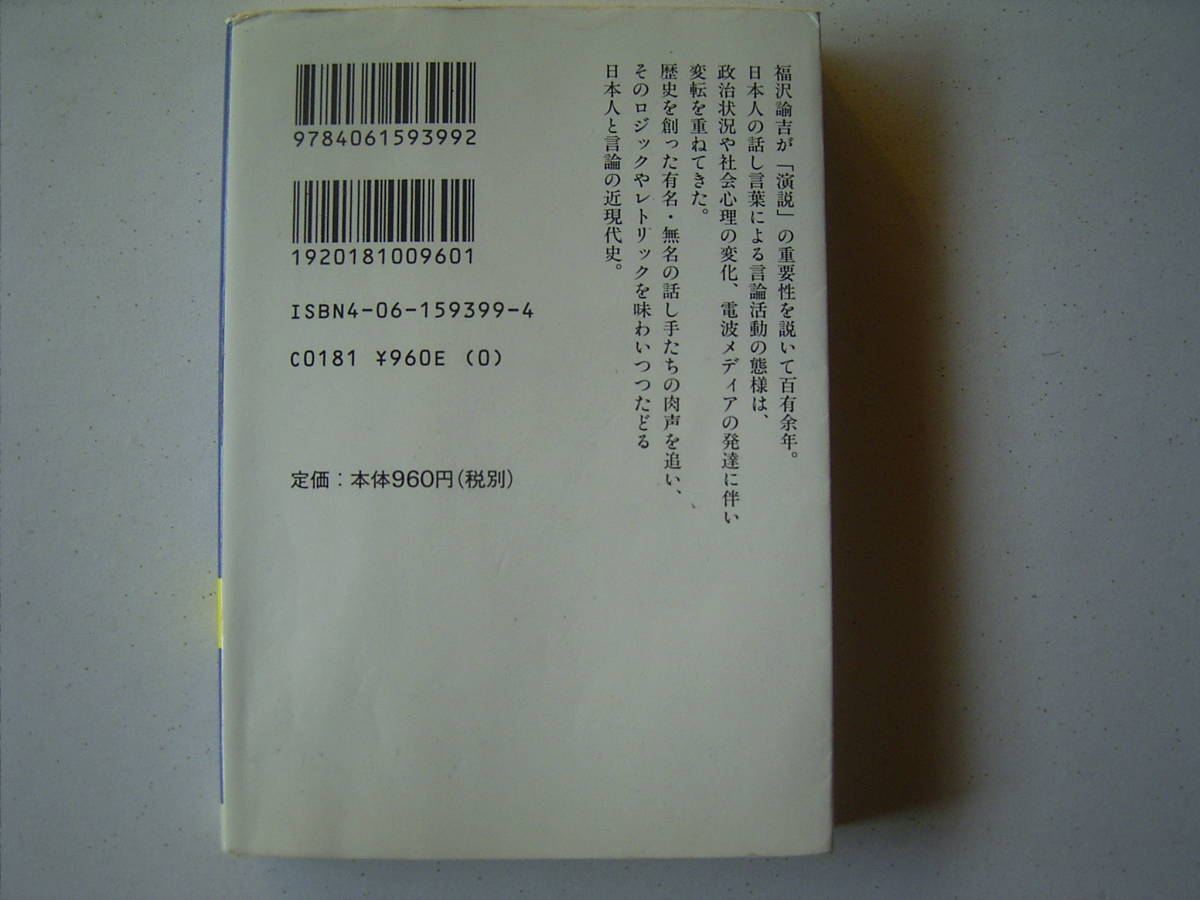 福沢諭吉が「演説」の重要性を説いて百有余年。
日本人の話し言葉による言論活動の態様は、
政治状況や社会心理の変化、電波メディアの発達に伴い
変転を重ねてきた。
歴史を創った有名・無名の話し手たちの肉声を追い、
そのロジックやレトリックを味わいつつたどる
日本人と言論の近現代史。
9784061593992
1920181009601
ISBN4-06-159399-4
C0181 ¥960E (0)
定価：本体960円（税別）